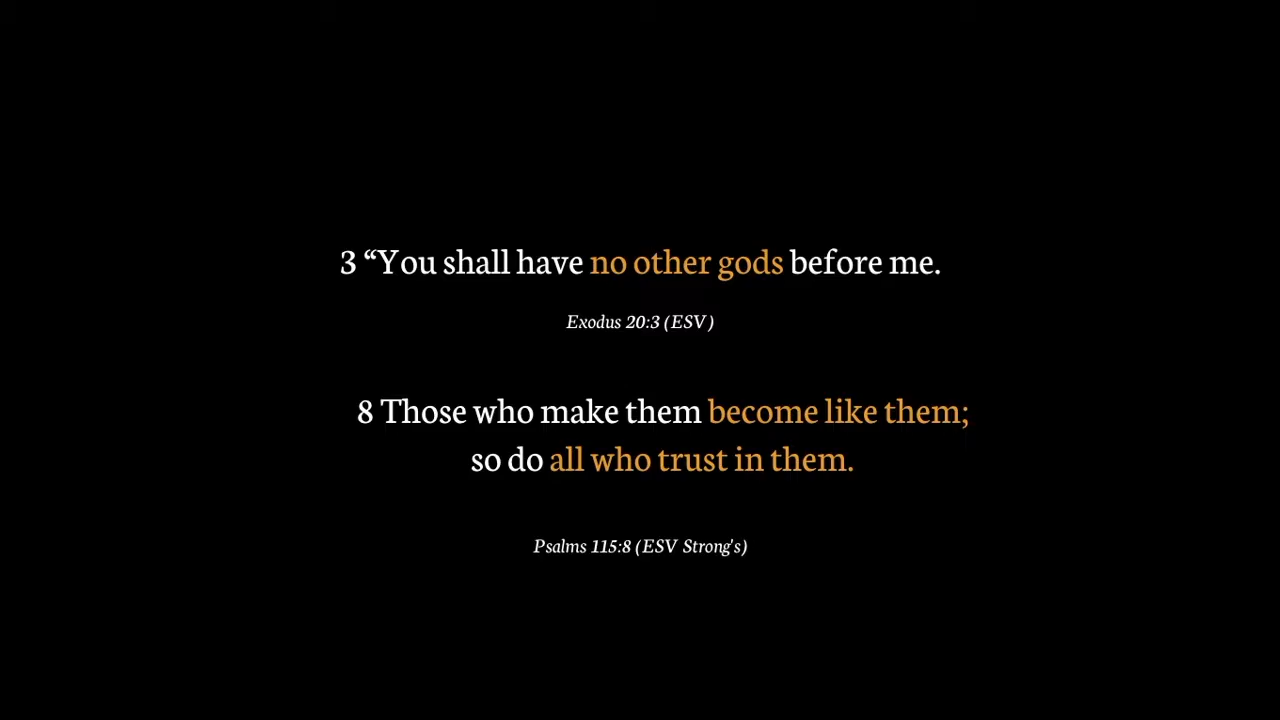 3 “You shall have no other gods before me.
Exodus 20:3 (ESV)
8 Those who make them become like them;
so do all who trust in them.
Psalms 115:8 (ESV Strong's)